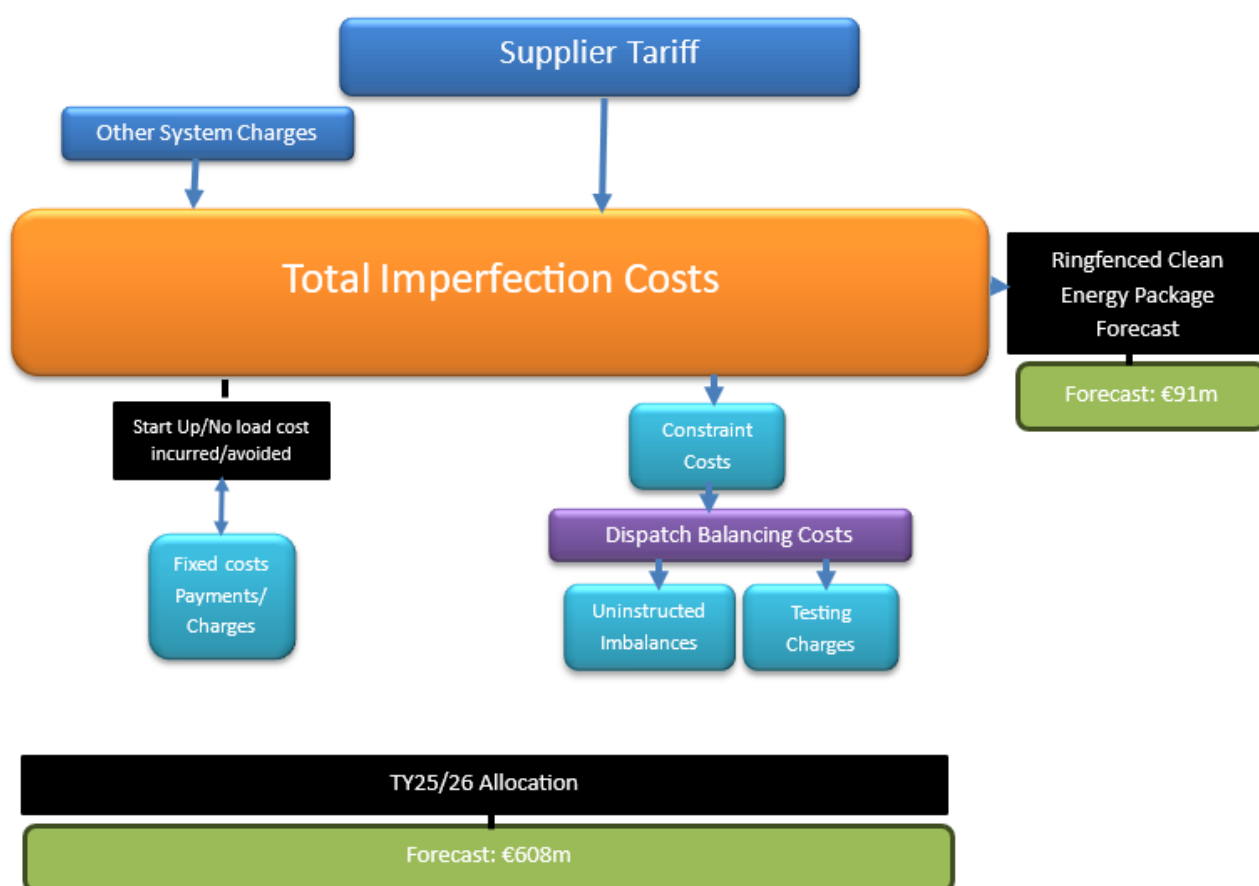 Supplier Tariff
Other System Charges
Total Imperfection Costs
Ringfenced Clean
Energy Package
Forecast
Forecast: €91m
Start Up/No load cost
incurred/avoided
Constraint
Costs
Dispatch Balancing Costs
Fixed costs
Payments/
Charges
Uninstructed
Imbalances
Testing
Charges
TY25/26 Allocation
Forecast: €608m